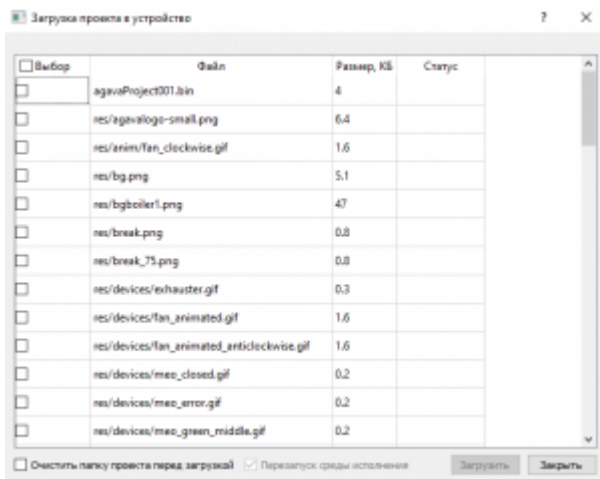 Загрузка проекта в устройство ? ×
Выбор Файл Размер, КБ Статус
agavaProject001.bin 4
res/agavalogo-small.png 6.4
res/anim/fan_clockwise.gif 1.6
res/bg.png 5.1
res/bgboiler1.png 47
res/break.png 0.8
res/break_75.png 0.8
res/devices/exhauster.gif 0.3
res/devices/fan_animated.gif 1.6
res/devices/fan_animated_anticlockwise.gif 1.6
res/devices/meo_closed.gif 0.2
res/devices/meo_error.gif 0.2
res/devices/meo_green_middle.gif 0.2
Очистить папку проекта перед загрузкой Перезапуск среды исполнения Загрузить Закрыть